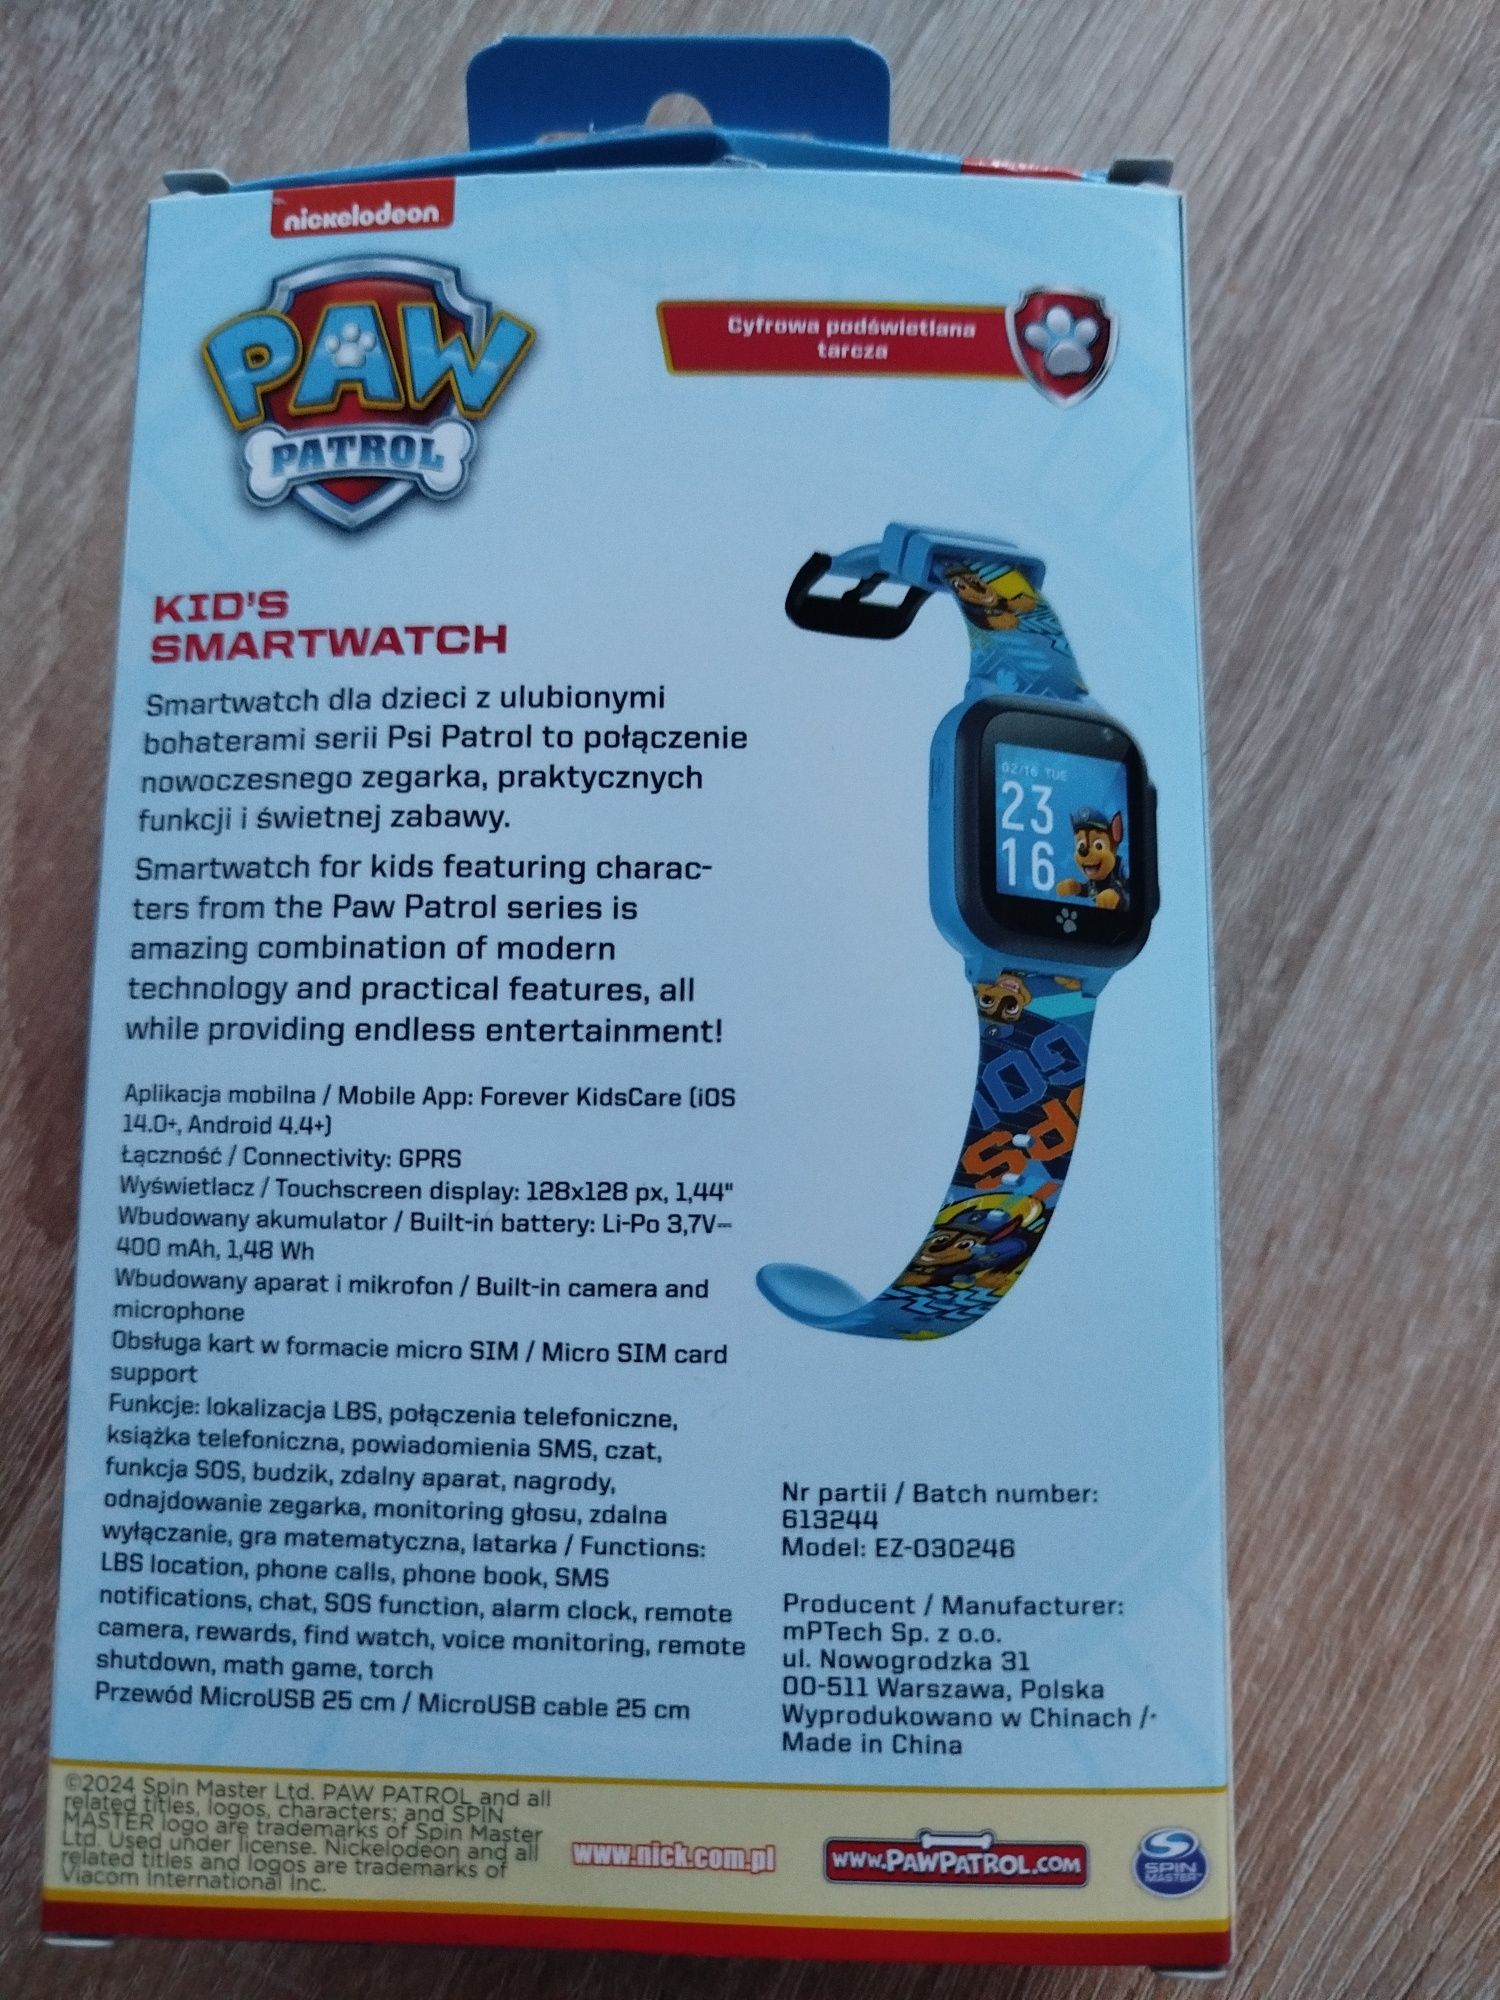 nickelodeon
PAW
PATROL
Cyfrowa podświetlana
tarcza
KID'S
SMARTWATCH
Smartwatch dla dzieci z ulubionymi
bohaterami serii Psi Patrol to połączenie
nowoczesnego zegarka, praktycznych
funkcji i świetnej zabawy.
Smartwatch for kids featuring charac-
ters from the Paw Patrol series is
amazing combination of modern
technology and practical features, all
while providing endless entertainment!
02/16 TUE
23
16
Aplikacja mobilna / Mobile App: Forever KidsCare (iOS
14.0+, Android 4.4+)
Łączność / Connectivity: GPRS
Wyświetlacz / Touchscreen display: 128x128 px, 1,44"
Wbudowany akumulator / Built-in battery: Li-Po 3,7V⎓
400 mAh, 1,48 Wh
Wbudowany aparat i mikrofon / Built-in camera and
microphone
Obsługa kart w formacie micro SIM / Micro SIM card
support
Funkcje: lokalizacja LBS, połączenia telefoniczne,
książka telefoniczna, powiadomienia SMS, czat,
funkcja SOS, budzik, zdalny aparat, nagrody,
odnajdowanie zegarka, monitoring głosu, zdalna
wyłączanie, gra matematyczna, latarka / Functions:
LBS location, phone calls, phone book, SMS
notifications, chat, SOS function, alarm clock, remote
camera, rewards, find watch, voice monitoring, remote
shutdown, math game, torch
Przewód MicroUSB 25 cm / MicroUSB cable 25 cm
Nr partii / Batch number:
613244
Model: EZ-030246
Producent / Manufacturer:
mPTech Sp. z o.o.
ul. Nowogrodzka 31
00-511 Warszawa, Polska
Wyprodukowano w Chinach /
Made in China
©2024 Spin Master Ltd. PAW PATROL and all
related titles, logos, characters; and SPIN
MASTER logo are trademarks of Spin Master
Ltd. Used under license. Nickelodeon and all
related titles and logos are trademarks of
Viacom International Inc.
www.nick.com.pl
WWW.PAWPATROL.COM
SPIN
MASTER